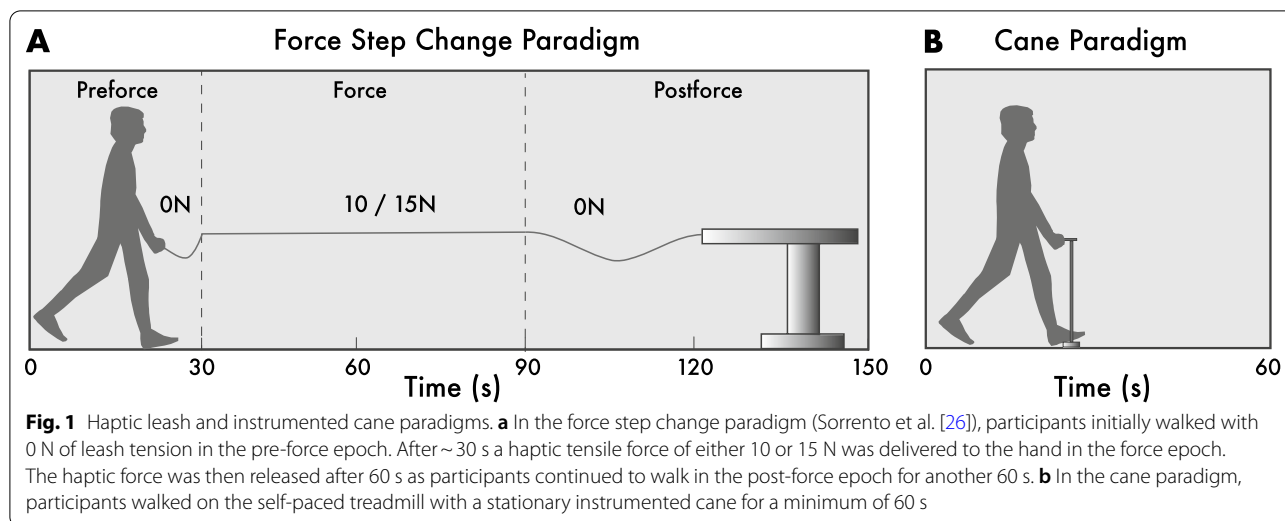 A Force Step Change Paradigm
Preforce Force Postforce
0N 10 / 15N 0N
0 30 60 90 120 150
Time (s)
B Cane Paradigm
0 60
Time (s)
Fig. 1 Haptic leash and instrumented cane paradigms. a In the force step change paradigm (Sorrento et al. [26]), participants initially walked with
0 N of leash tension in the pre-force epoch. After ~ 30 s a haptic tensile force of either 10 or 15 N was delivered to the hand in the force epoch.
The haptic force was then released after 60 s as participants continued to walk in the post-force epoch for another 60 s. b In the cane paradigm,
participants walked on the self-paced treadmill with a stationary instrumented cane for a minimum of 60 s